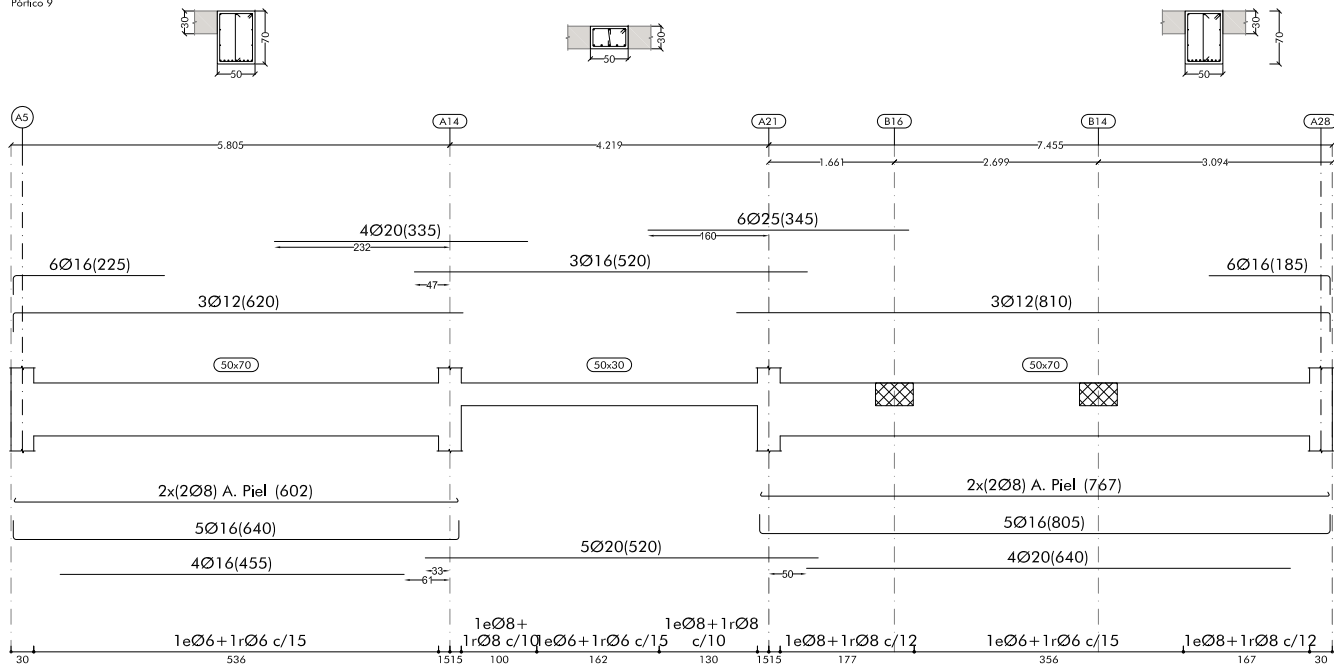 Pórtico 9
30 70 50
30 50
30 70 50
A5 A14 A21 B16 B14 A28
5.805 4.219 7.455
1.661 2.699 3.094
6Ø25(345)
4Ø20(335)
160
232
6Ø16(225) 3Ø16(520) 6Ø16(185)
47
3Ø12(620) 3Ø12(810)
50x70 50x30 50x70
2x(2Ø8) A. Piel (602) 2x(2Ø8) A. Piel (767)
5Ø16(640) 5Ø16(805)
5Ø20(520)
4Ø16(455) 4Ø20(640)
33
61 50
1eØ8+ 1eØ8+1rØ8
1eØ6+1rØ6 c/15 1rØ8 c/10 1eØ6+1rØ6 c/15 c/10 1eØ8+1rØ8 c/12 1eØ6+1rØ6 c/15 1eØ8+1rØ8 c/12
30 536 15 15 100 162 130 15 15 177 356 167 30